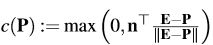 c(𝐏) := max(0, 𝐧⊤ (𝐄−𝐏)/‖𝐄−𝐏‖)